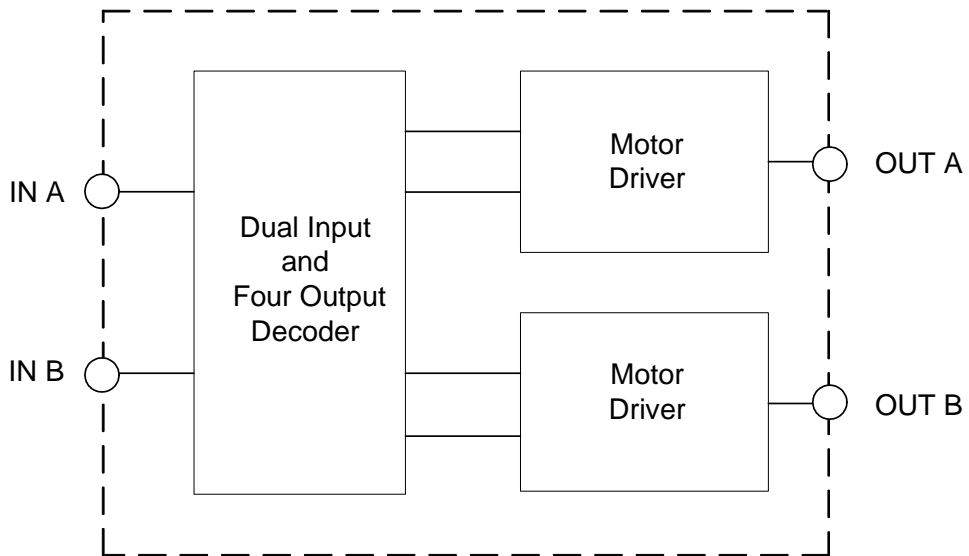 IN A
IN B
Dual Input
and
Four Output
Decoder
Motor
Driver
Motor
Driver
OUT A
OUT B